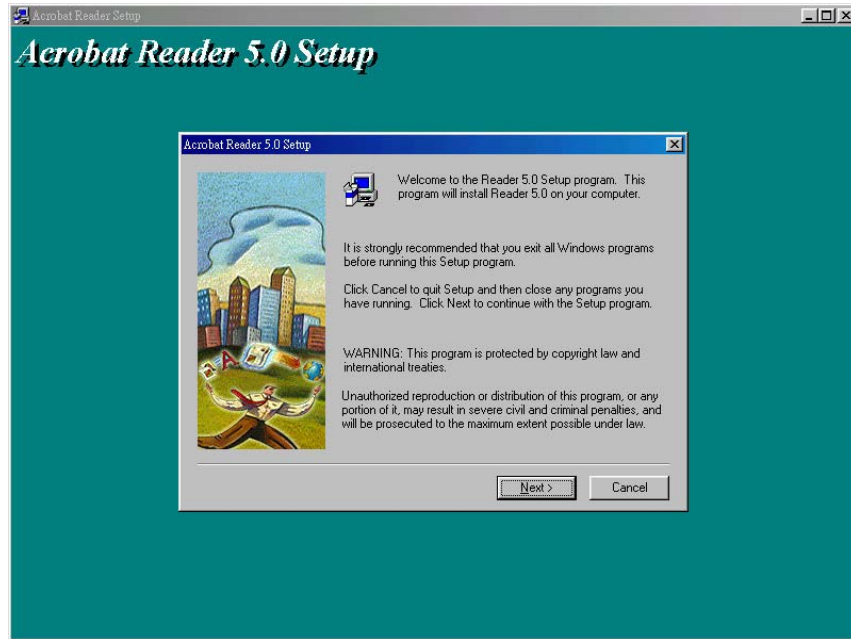 Acrobat Reader Setup
Acrobat Reader 5.0 Setup
Acrobat Reader 5.0 Setup
Welcome to the Reader 5.0 Setup program.  This
program will install Reader 5.0 on your computer.
It is strongly recommended that you exit all Windows programs
before running this Setup program.
Click Cancel to quit Setup and then close any programs you
have running.  Click Next to continue with the Setup program.
WARNING: This program is protected by copyright law and
international treaties.
Unauthorized reproduction or distribution of this program, or any
portion of it, may result in severe civil and criminal penalties, and
will be prosecuted to the maximum extent possible under law.
A
Next >
Cancel